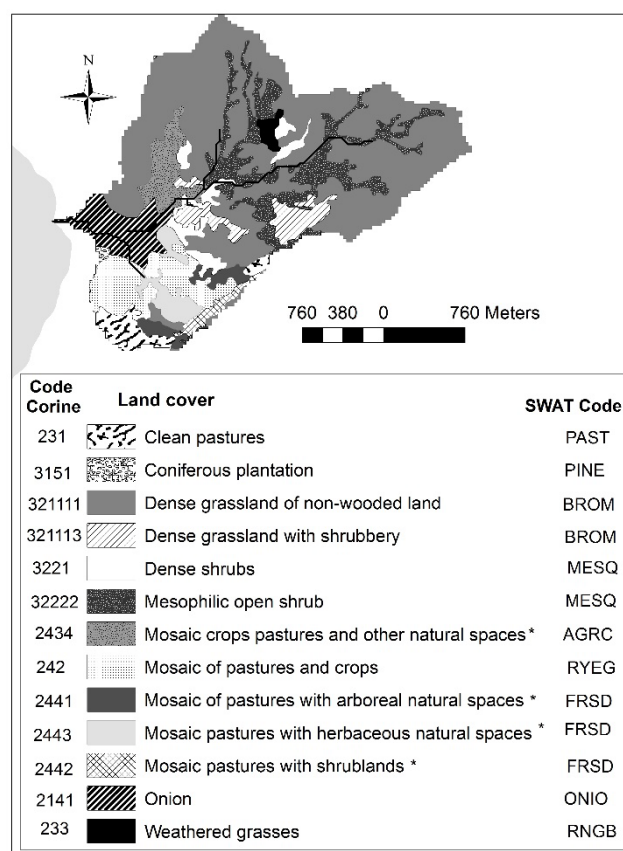 N
760 380 0 760 Meters
Code Corine Land cover SWAT Code
231 Clean pastures PAST
3151 Coniferous plantation PINE
321111 Dense grassland of non-wooded land BROM
321113 Dense grassland with shrubbery BROM
3221 Dense shrubs MESQ
32222 Mesophilic open shrub MESQ
2434 Mosaic crops pastures and other natural spaces * AGRC
242 Mosaic of pastures and crops RYEG
2441 Mosaic of pastures with arboreal natural spaces * FRSD
2443 Mosaic pastures with herbaceous natural spaces * FRSD
2442 Mosaic pastures with shrublands * FRSD
2141 Onion ONIO
233 Weathered grasses RNGB